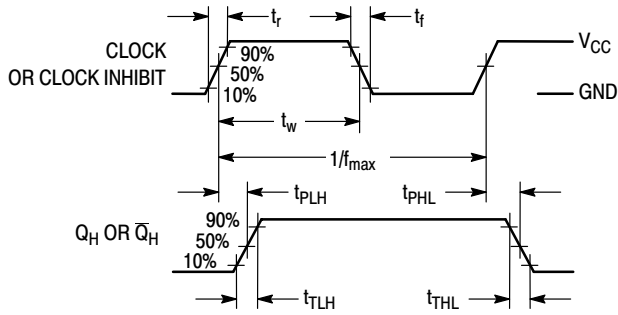 tr
tf
CLOCK
OR CLOCK INHIBIT
90%
50%
10%
VCC
GND
tw
1/fmax
tPLH
tPHL
QH OR Q̅H
90%
50%
10%
tTLH
tTHL